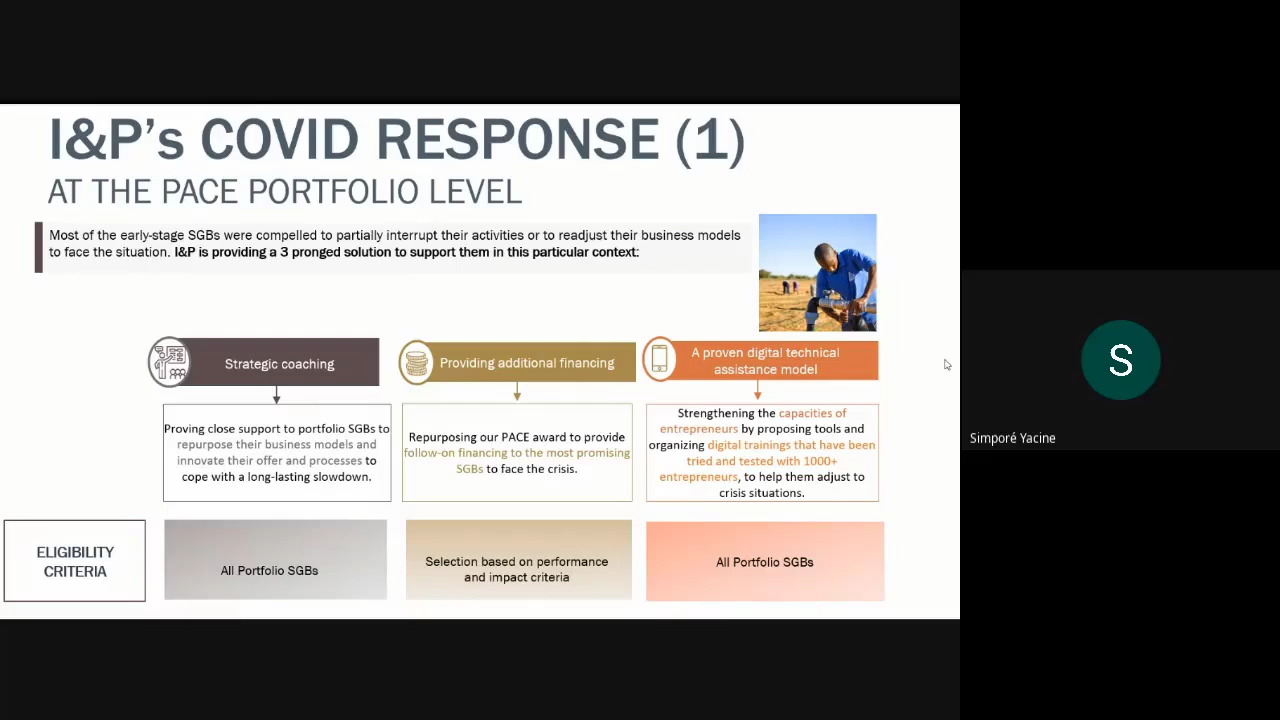 I&P's COVID RESPONSE (1)
AT THE PACE PORTFOLIO LEVEL
Most of the early-stage SGBs were compelled to partially interrupt their activities or to readjust their business models
to face the situation. I&P is providing a 3 pronged solution to support them in this particular context:
Strategic coaching
Proving close support to portfolio SGBs to
repurpose their business models and
innovate their offer and processes to
cope with a long-lasting slowdown.
Providing additional financing
Repurposing our PACE award to provide
follow-on financing to the most promising
SGBs to face the crisis.
A proven digital technical
assistance model
Strengthening the capacities of
entrepreneurs by proposing tools and
organizing digital trainings that have been
tried and tested with 1000+
entrepreneurs, to help them adjust to
crisis situations.
ELIGIBILITY
CRITERIA
All Portfolio SGBs
Selection based on performance
and impact criteria
All Portfolio SGBs
S
Simporé Yacine